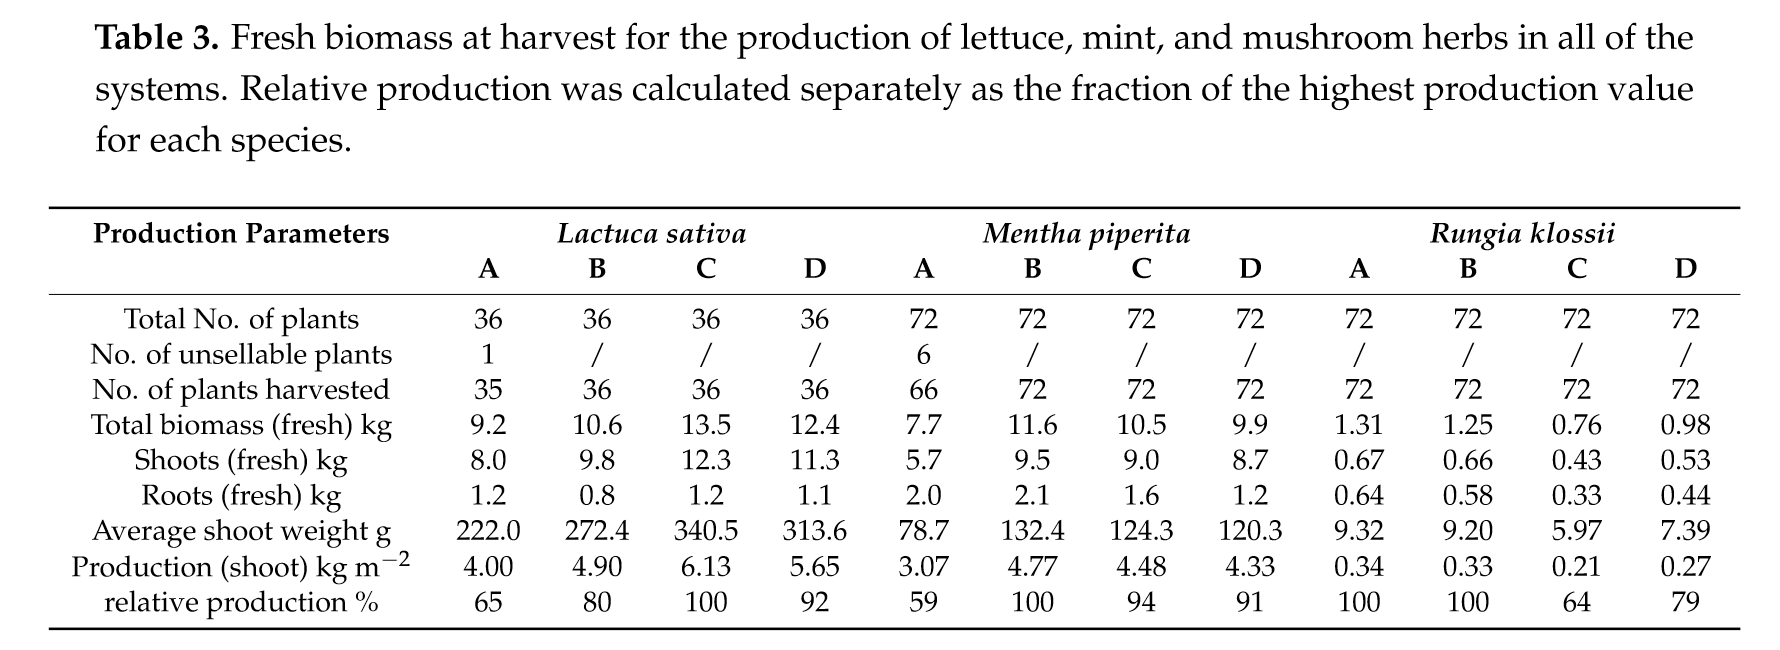 Table 3. Fresh biomass at harvest for the production of lettuce, mint, and mushroom herbs in all of the
systems. Relative production was calculated separately as the fraction of the highest production value
for each species.
Production Parameters Lactuca sativa Mentha piperita Rungia klossii
A B C D A B C D A B C D
Total No. of plants 36 36 36 36 72 72 72 72 72 72 72 72
No. of unsellable plants 1 / / / 6 / / / / / / /
No. of plants harvested 35 36 36 36 66 72 72 72 72 72 72 72
Total biomass (fresh) kg 9.2 10.6 13.5 12.4 7.7 11.6 10.5 9.9 1.31 1.25 0.76 0.98
Shoots (fresh) kg 8.0 9.8 12.3 11.3 5.7 9.5 9.0 8.7 0.67 0.66 0.43 0.53
Roots (fresh) kg 1.2 0.8 1.2 1.1 2.0 2.1 1.6 1.2 0.64 0.58 0.33 0.44
Average shoot weight g 222.0 272.4 340.5 313.6 78.7 132.4 124.3 120.3 9.32 9.20 5.97 7.39
Production (shoot) kg m⁻² 4.00 4.90 6.13 5.65 3.07 4.77 4.48 4.33 0.34 0.33 0.21 0.27
relative production % 65 80 100 92 59 100 94 91 100 100 64 79